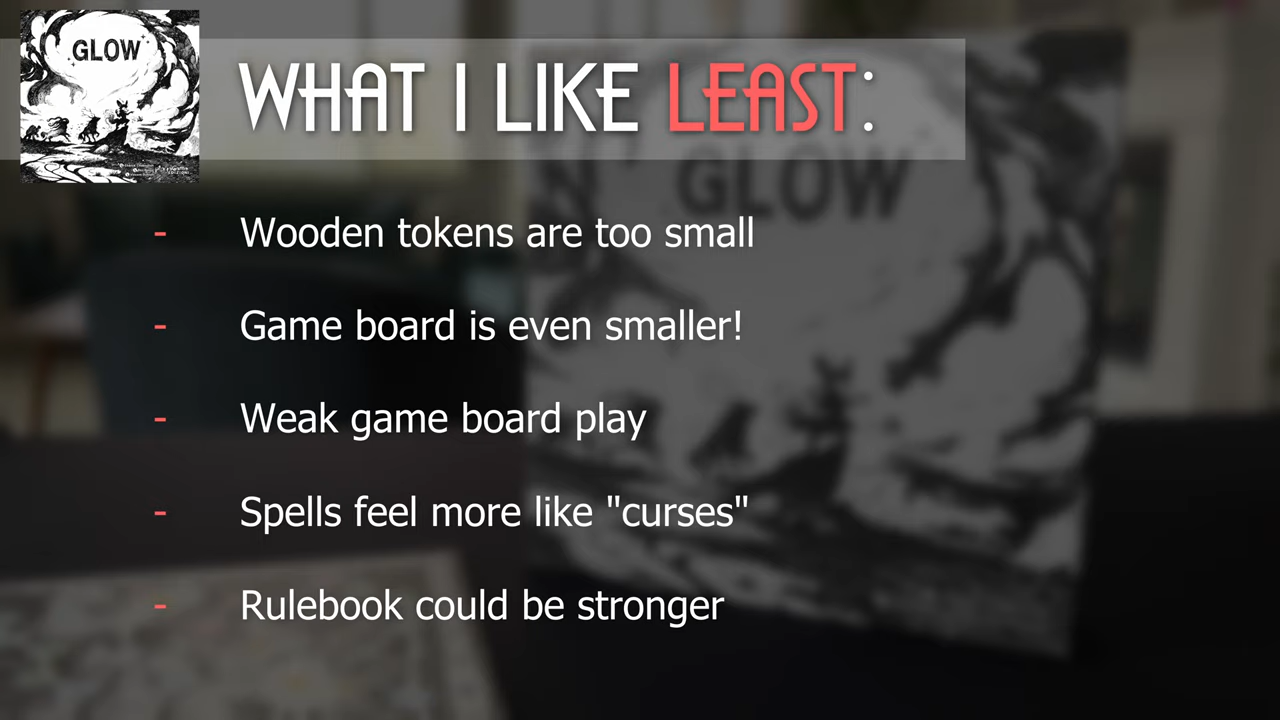 GLOW
WHAT I LIKE LEAST:
GLOW
- Wooden tokens are too small
- Game board is even smaller!
- Weak game board play
- Spells feel more like "curses"
- Rulebook could be stronger